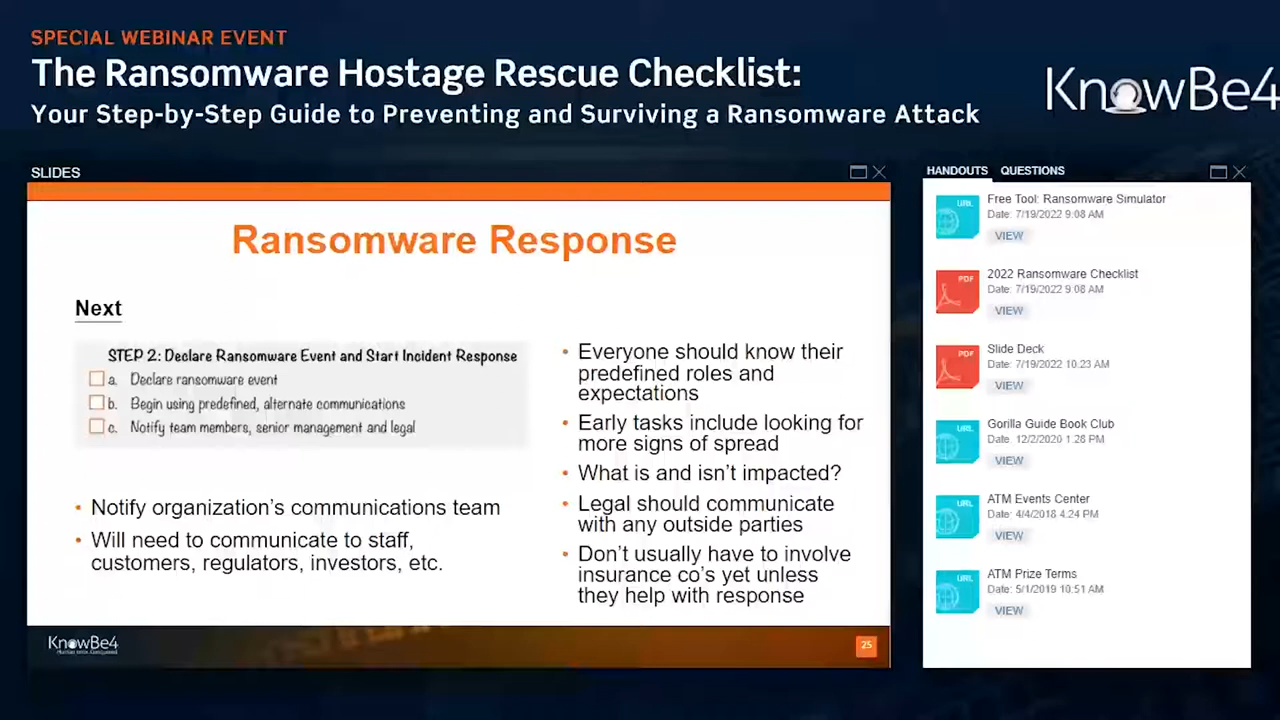 SPECIAL WEBINAR EVENT
The Ransomware Hostage Rescue Checklist:
Your Step-by-Step Guide to Preventing and Surviving a Ransomware Attack
KnowBe4
SLIDES
Ransomware Response
Next
STEP 2: Declare Ransomware Event and Start Incident Response
a. Declare ransomware event
b. Begin using predefined, alternate communications
c. Notify team members, senior management and legal
• Notify organization's communications team
• Will need to communicate to staff,
customers, regulators, investors, etc.
• Everyone should know their
predefined roles and
expectations
• Early tasks include looking for
more signs of spread
• What is and isn't impacted?
• Legal should communicate
with any outside parties
• Don't usually have to involve
insurance co's yet unless
they help with response
KnowBe4
25
HANDOUTS QUESTIONS
URL
Free Tool: Ransomware Simulator
Date: 7/19/2022 9:08 AM
VIEW
PDF
2022 Ransomware Checklist
Date: 7/19/2022 9:08 AM
VIEW
PDF
Slide Deck
Date: 7/19/2022 10:23 AM
VIEW
URL
Gorilla Guide Book Club
Date: 12/2/2020 1:28 PM
VIEW
URL
ATM Events Center
Date: 4/4/2018 4:24 PM
VIEW
URL
ATM Prize Terms
Date: 5/1/2019 10:51 AM
VIEW